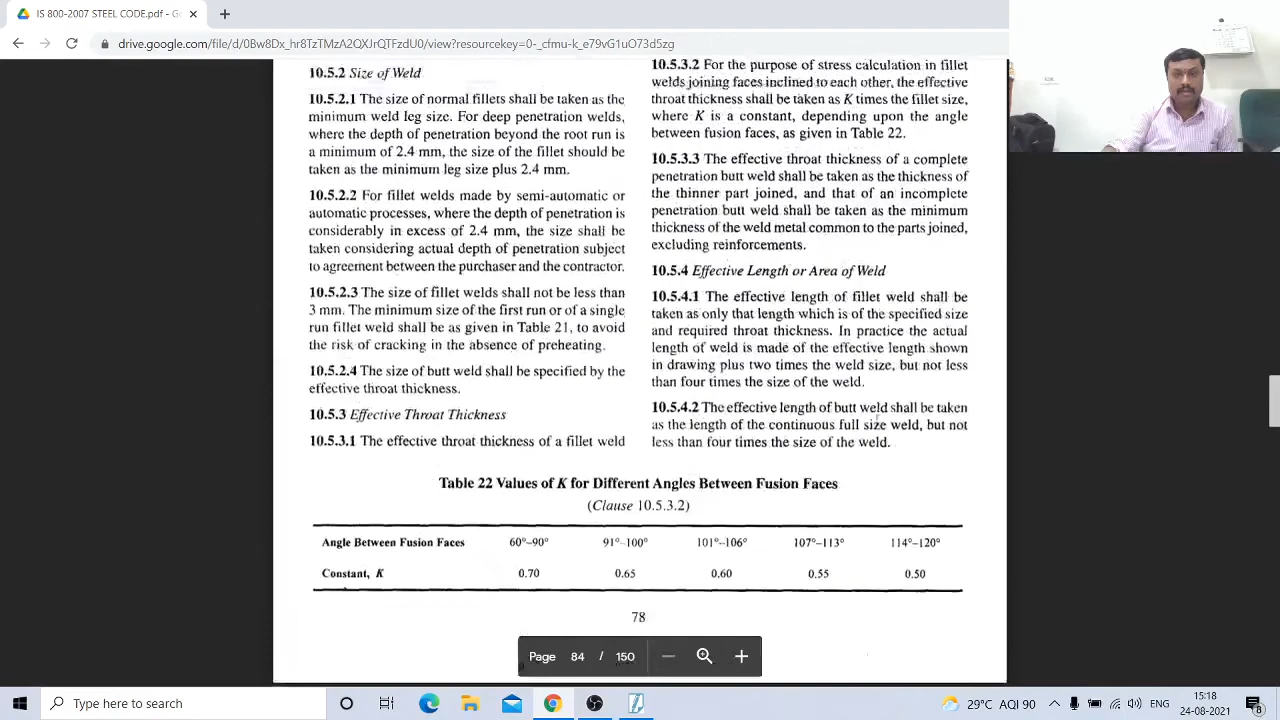 IS 800-2007 STEEL CODE.pdf - Go
drive.google.com/file/d/0Bw8Dx_hr8TzTMzA2SVlrQTFzdU0/view?resourcekey=
10.5.2 Size of Weld
10.5.2.1 The size of normal fillets shall be taken as the
minimum weld leg size. For deep penetration welds,
where the depth of penetration beyond the root run is
a minimum of 2.4 mm, the size of the fillet should be
taken as the minimum leg size plus 2.4 mm.
10.5.2.2 For fillet welds made by semi-automatic or
automatic processes, where the depth of penetration is
considerably in excess of 2.4 mm, the size shall be
taken considering actual depth of penetration subject
to agreement between the purchaser and the contractor.
10.5.2.3 The size of fillet welds shall not be less than
3 mm. The minimum size of the first run or of a single
run fillet weld shall be as given in Table 21, to avoid
the risk of cracking in the absence of preheating.
10.5.2.4 The size of butt weld shall be specified by the
effective throat thickness.
10.5.3 Effective Throat Thickness
10.5.3.1 The effective throat thickness of a fillet weld
10.5.3.2 For the purpose of stress calculation in fillet
welds joining faces inclined to each other, the effective
throat thickness shall be taken as K times the fillet size,
where K is a constant, depending upon the angle
between fusion faces, as given in Table 22.
10.5.3.3 The effective throat thickness of a complete
penetration butt weld shall be taken as the thickness of
the thinner part joined, and that of an incomplete
penetration butt weld shall be taken as the minimum
thickness of the weld metal common to the parts joined,
excluding reinforcements.
10.5.4 Effective Length or Area of Weld
10.5.4.1 The effective length of fillet weld shall be
taken as only that length which is of the specified size
and required throat thickness. In practice the actual
length of weld is made of the effective length shown
in drawing plus two times the weld size, but not less
than four times the size of the weld.
10.5.4.2 The effective length of butt weld shall be taken
as the length of the continuous full size weld, but not
less than four times the size of the weld.
Table 22 Values of K for Different Angles Between Fusion Faces
(Clause 10.5.3.2)
Angle Between Fusion Faces 60°–90° 91°–100° 101°–106° 107°–113° 114°–120°
Constant, K 0.70 0.65 0.60 0.55 0.50
78
Page 84 / 150
Type here to search
29°C AQI 90
ENG
15:18
24-08-2021
8